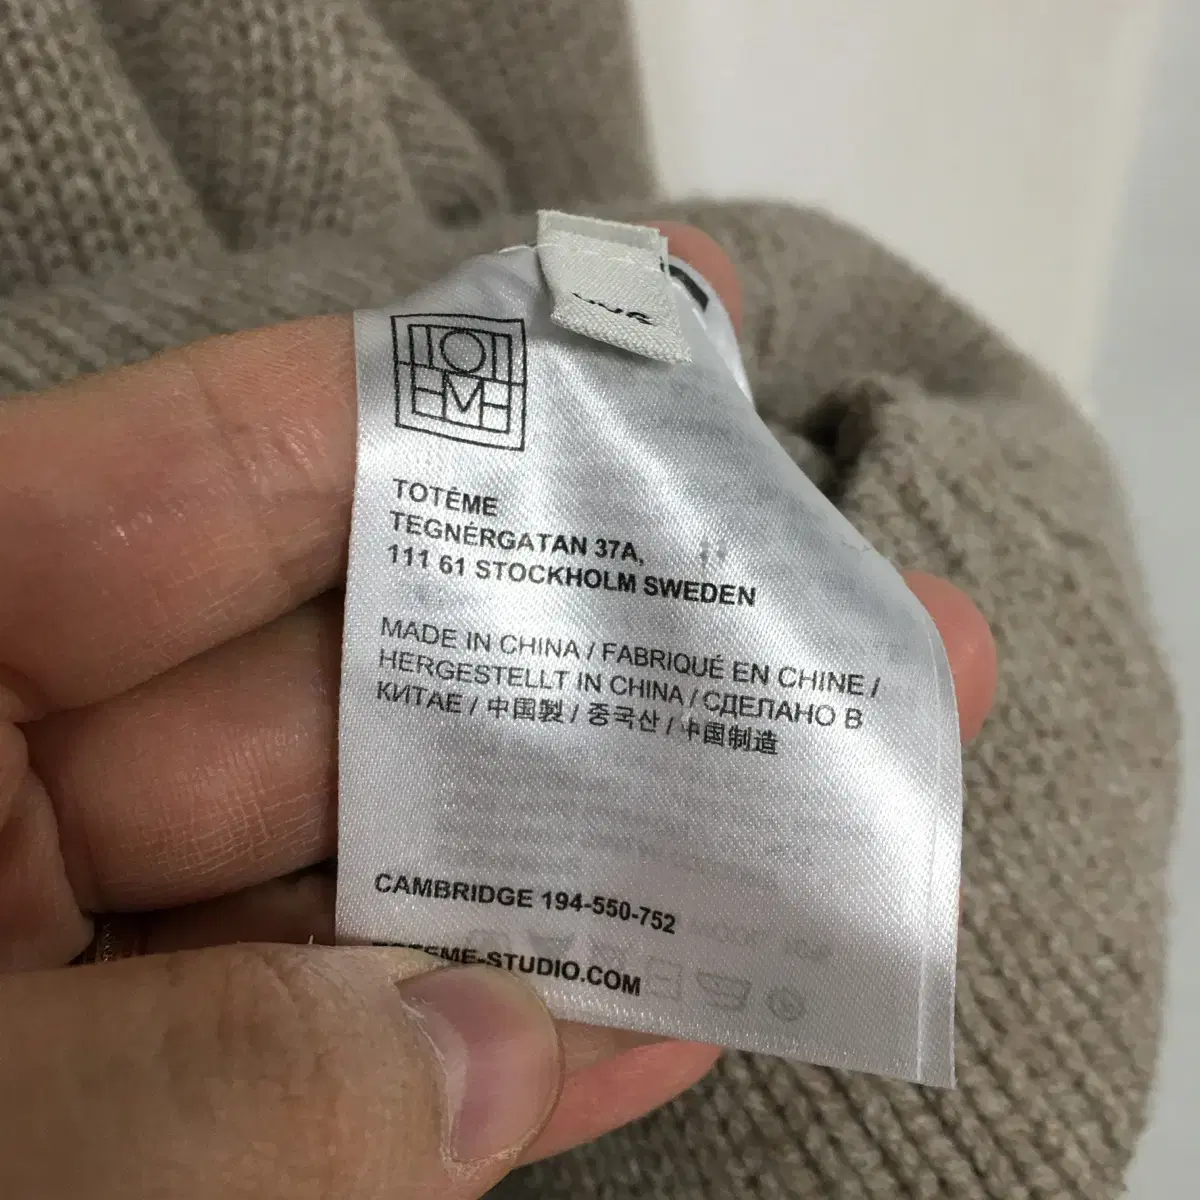 TOTEME
TOTÊME
TEGNÉRGATAN 37A,
111 61 STOCKHOLM SWEDEN
MADE IN CHINA / FABRIQUÉ EN CHINE /
HERGESTELLT IN CHINA / СДЕЛАНО В
КИТАЕ / 中国製 / 중국산 / 中国制造
CAMBRIDGE 194-550-752
TOTEME-STUDIO.COM